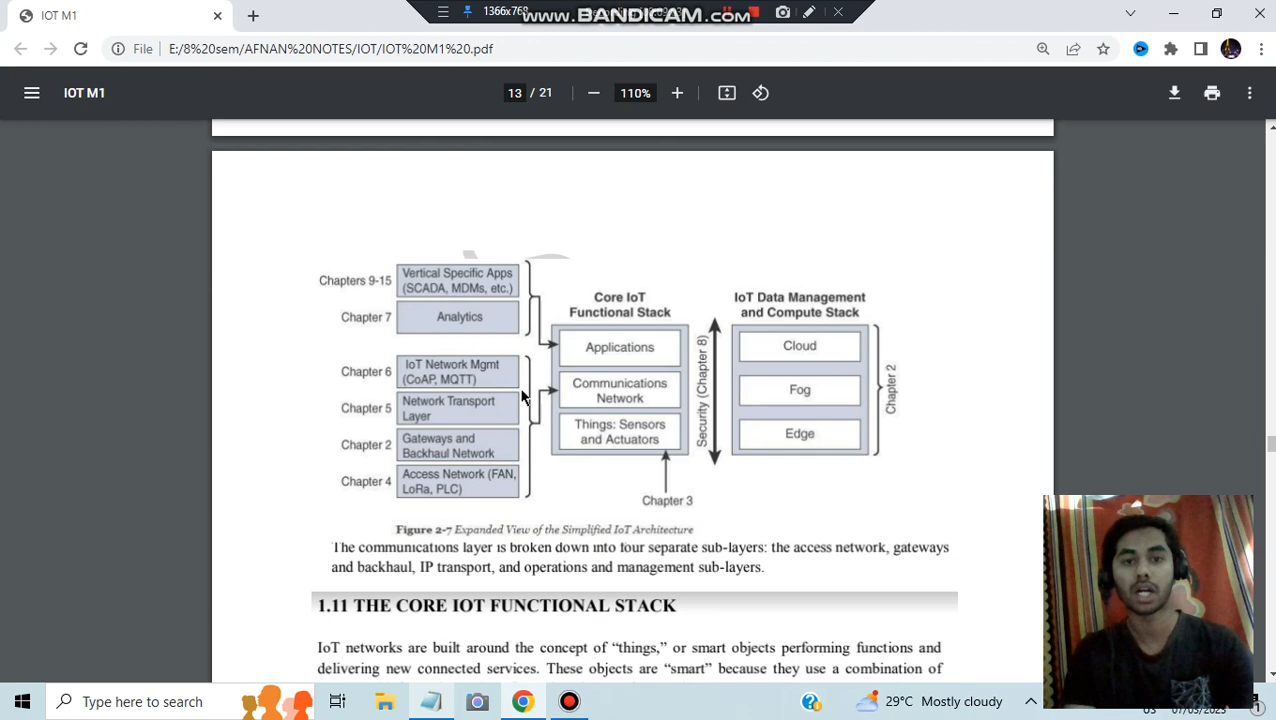 IOT M1
1366x768
www.BANDICAM.com
File
E:/8%20sem/AFNAN%20NOTES/IOT/IOT%20M1%20.pdf
IOT M1
13 / 21
110%
Chapters 9-15
Vertical Specific Apps
(SCADA, MDMs, etc.)
Chapter 7
Analytics
Chapter 6
IoT Network Mgmt
(CoAP, MQTT)
Chapter 5
Network Transport
Layer
Chapter 2
Gateways and
Backhaul Network
Chapter 4
Access Network (FAN,
LoRa, PLC)
Core IoT
Functional Stack
Applications
Communications
Network
Things: Sensors
and Actuators
Chapter 3
Security (Chapter 8)
IoT Data Management
and Compute Stack
Cloud
Fog
Edge
Chapter 2
Figure 2-7 Expanded View of the Simplified IoT Architecture
The communications layer is broken down into four separate sub-layers: the access network, gateways
and backhaul, IP transport, and operations and management sub-layers.
1.11 THE CORE IOT FUNCTIONAL STACK
IoT networks are built around the concept of “things,” or smart objects performing functions and
delivering new connected services. These objects are “smart” because they use a combination of
Type here to search
29°C Mostly cloudy
07/03/2023